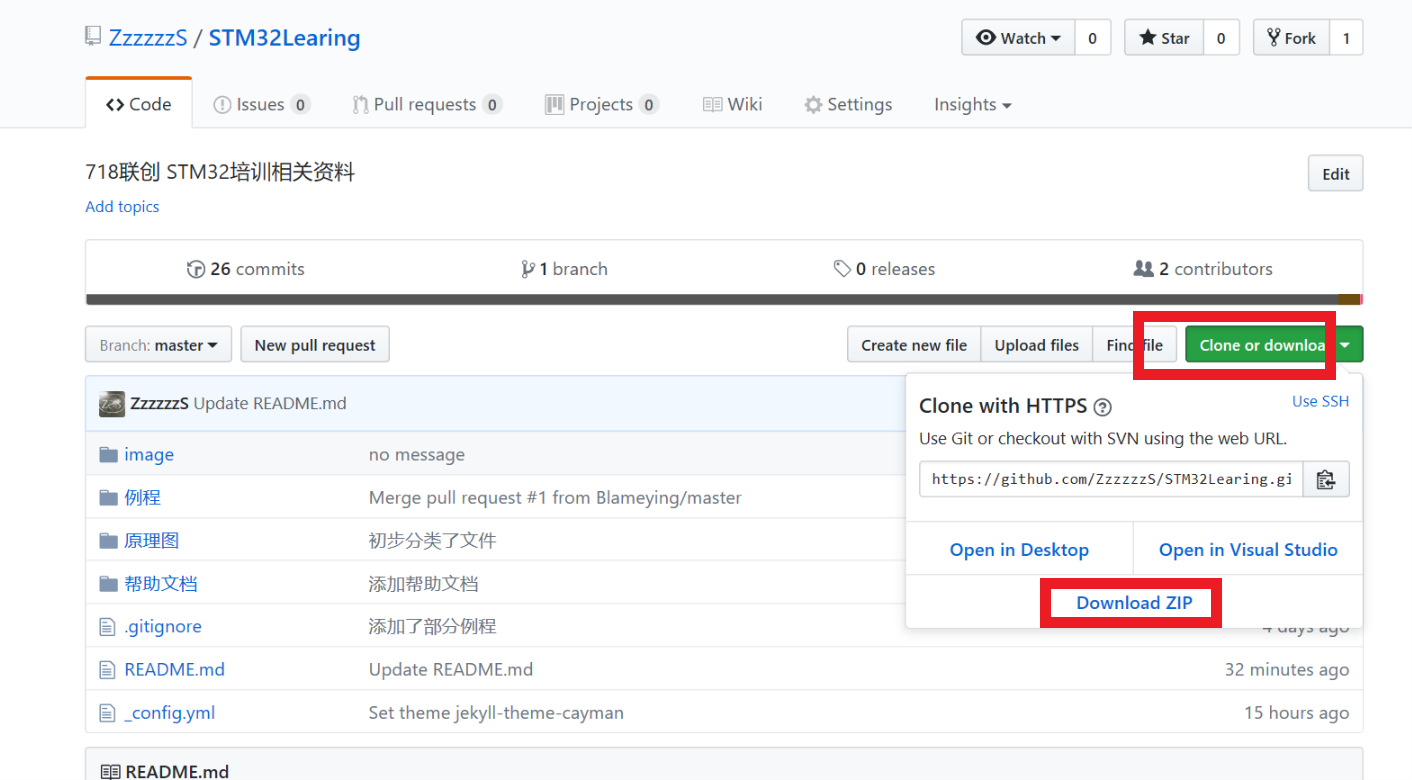 ZzzzzzS / STM32Learing
Watch 0 Star 0 Fork 1
Code Issues 0 Pull requests 0 Projects 0 Wiki Settings Insights
718联创 STM32培训相关资料
Edit
Add topics
26 commits 1 branch 0 releases 2 contributors
Branch: master New pull request Create new file Upload files Find file Clone or downloa
ZzzzzzS Update README.md
Clone with HTTPS Use SSH
Use Git or checkout with SVN using the web URL.
https://github.com/ZzzzzzS/STM32Learing.gi
Open in Desktop Open in Visual Studio
Download ZIP
image no message
例程 Merge pull request #1 from Blameying/master
原理图 初步分类了文件
帮助文档 添加帮助文档
.gitignore 添加了部分例程 4 days ago
README.md Update README.md 32 minutes ago
_config.yml Set theme jekyll-theme-cayman 15 hours ago
README.md